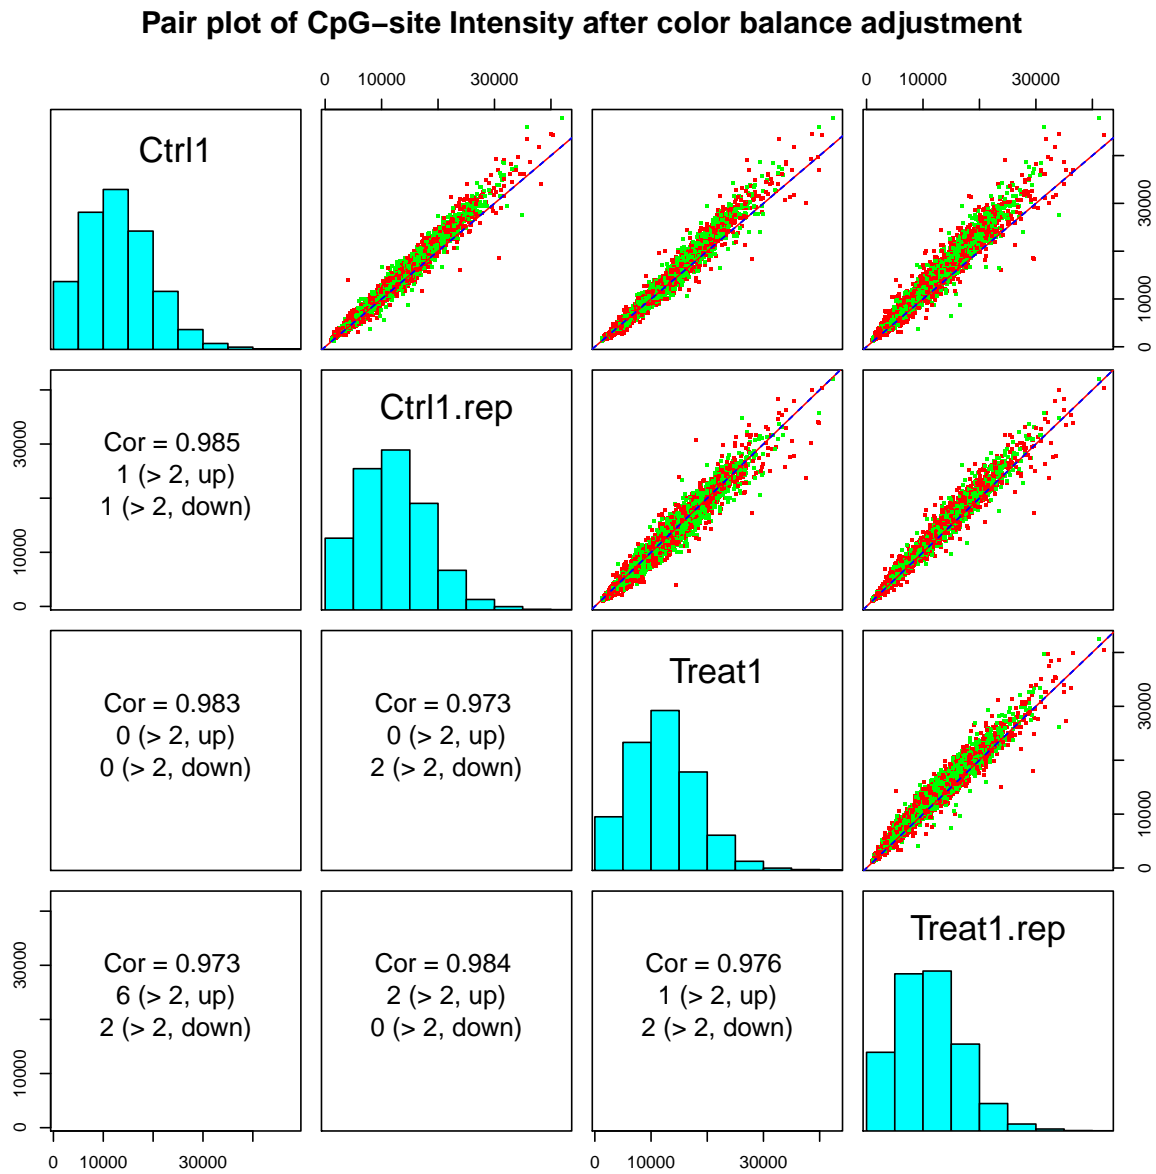 Pair plot of CpG−site Intensity after color balance adjustment
0 10000 30000
0 10000 30000
Ctrl1
0 10000 30000
Cor = 0.985
1 (> 2, up)
1 (> 2, down)
Ctrl1.rep
0 10000 30000
Cor = 0.983
0 (> 2, up)
0 (> 2, down)
Cor = 0.973
0 (> 2, up)
2 (> 2, down)
Treat1
0 10000 30000
Cor = 0.973
6 (> 2, up)
2 (> 2, down)
Cor = 0.984
2 (> 2, up)
0 (> 2, down)
Cor = 0.976
1 (> 2, up)
2 (> 2, down)
Treat1.rep
0 10000 30000
0 10000 30000
0 10000 30000